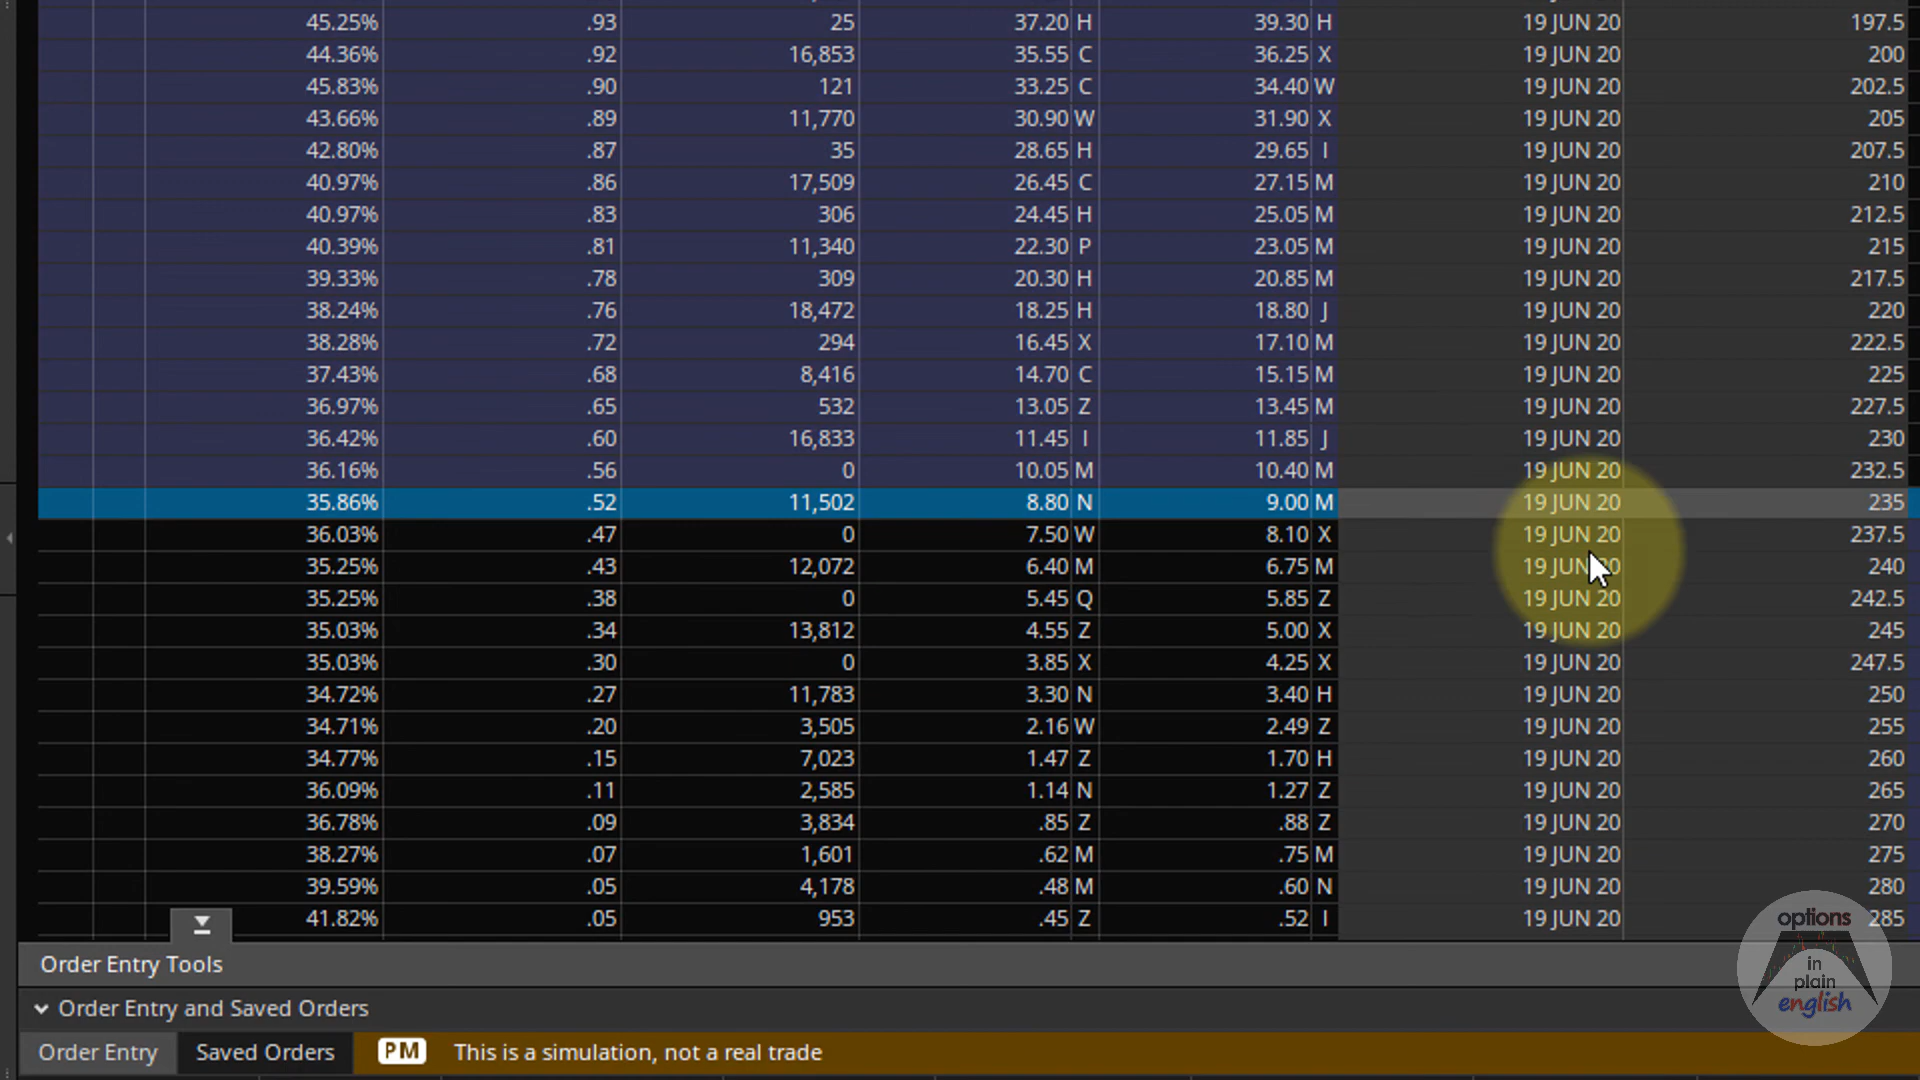 45.25% .93 25 37.20 H 39.30 H 19 JUN 20 197.5
44.36% .92 16,853 35.55 C 36.25 X 19 JUN 20 200
45.83% .90 121 33.25 C 34.40 W 19 JUN 20 202.5
43.66% .89 11,770 30.90 W 31.90 X 19 JUN 20 205
42.80% .87 35 28.65 H 29.65 I 19 JUN 20 207.5
40.97% .86 17,509 26.45 C 27.15 M 19 JUN 20 210
40.97% .83 306 24.45 H 25.05 M 19 JUN 20 212.5
40.39% .81 11,340 22.30 P 23.05 M 19 JUN 20 215
39.33% .78 309 20.30 H 20.85 M 19 JUN 20 217.5
38.24% .76 18,472 18.25 H 18.80 J 19 JUN 20 220
38.28% .72 294 16.45 X 17.10 M 19 JUN 20 222.5
37.43% .68 8,416 14.70 C 15.15 M 19 JUN 20 225
36.97% .65 532 13.05 Z 13.45 M 19 JUN 20 227.5
36.42% .60 16,833 11.45 I 11.85 J 19 JUN 20 230
36.16% .56 0 10.05 M 10.40 M 19 JUN 20 232.5
35.86% .52 11,502 8.80 N 9.00 M 19 JUN 20 235
36.03% .47 0 7.50 W 8.10 X 19 JUN 20 237.5
35.25% .43 12,072 6.40 M 6.75 M 19 JUN 20 240
35.25% .38 0 5.45 Q 5.85 Z 19 JUN 20 242.5
35.03% .34 13,812 4.55 Z 5.00 X 19 JUN 20 245
35.03% .30 0 3.85 X 4.25 X 19 JUN 20 247.5
34.72% .27 11,783 3.30 N 3.40 H 19 JUN 20 250
34.71% .20 3,505 2.16 W 2.49 Z 19 JUN 20 255
34.77% .15 7,023 1.47 Z 1.70 H 19 JUN 20 260
36.09% .11 2,585 1.14 N 1.27 Z 19 JUN 20 265
36.78% .09 3,834 .85 Z .88 Z 19 JUN 20 270
38.27% .07 1,601 .62 M .75 M 19 JUN 20 275
39.59% .05 4,178 .48 M .60 N 19 JUN 20 280
41.82% .05 953 .45 Z .52 I 19 JUN 20 285
options
in
plain
english
Order Entry Tools
Order Entry and Saved Orders
Order Entry Saved Orders PM This is a simulation, not a real trade